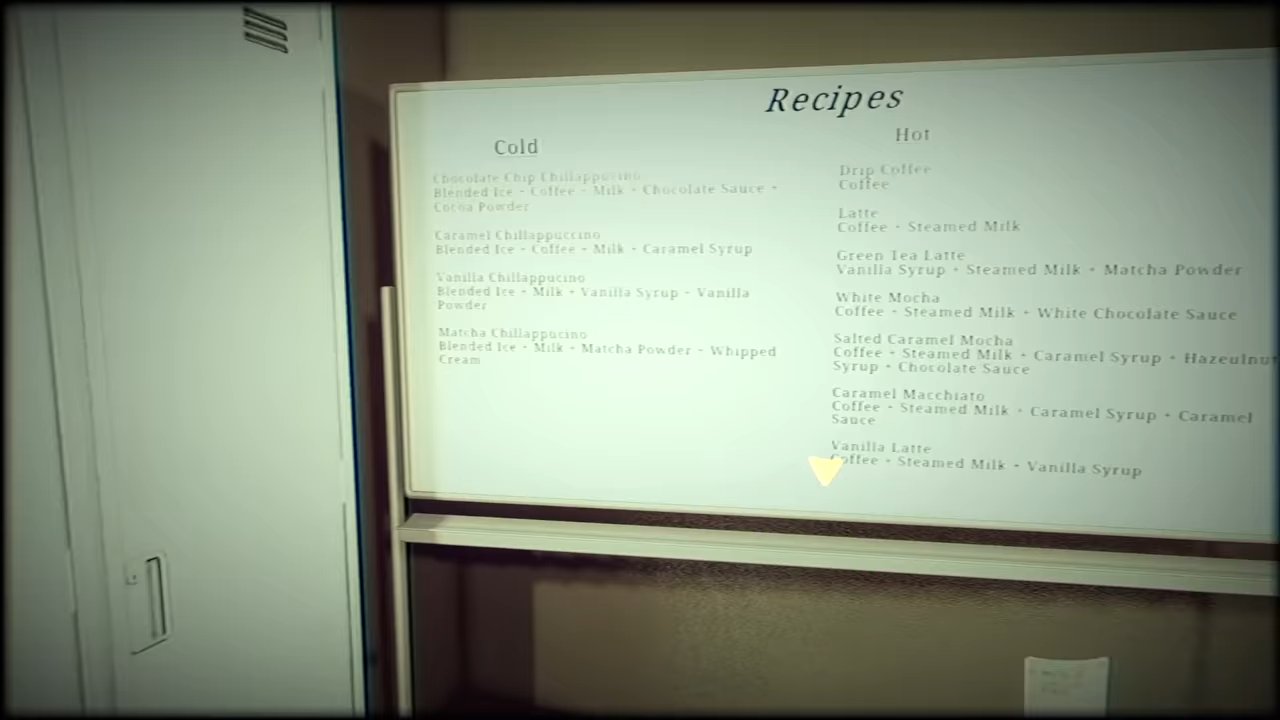 Recipes
Cold
Chocolate Chip Chillappuccino
Blended Ice - Coffee - Milk - Chocolate Sauce -
Cocoa Powder
Caramel Chillappuccino
Blended Ice - Coffee - Milk - Caramel Syrup
Vanilla Chillappucino
Blended Ice - Milk - Vanilla Syrup - Vanilla
Powder
Matcha Chillappucino
Blended Ice - Milk - Matcha Powder - Whipped
Cream
Hot
Drip Coffee
Coffee
Latte
Coffee - Steamed Milk
Green Tea Latte
Vanilla Syrup - Steamed Milk - Matcha Powder
White Mocha
Coffee - Steamed Milk - White Chocolate Sauce
Salted Caramel Mocha
Coffee - Steamed Milk - Caramel Syrup - Hazeulnut
Syrup - Chocolate Sauce
Caramel Macchiato
Coffee - Steamed Milk - Caramel Syrup - Caramel
Sauce
Vanilla Latte
Coffee - Steamed Milk - Vanilla Syrup